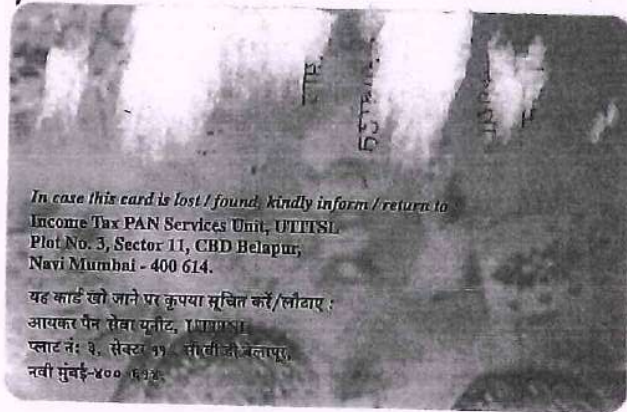 In case this card is lost / found, kindly inform / return to :
Income Tax PAN Services Unit, UTITSL
Plot No. 3, Sector 11, CBD Belapur,
Navi Mumbai - 400 614.
यह कार्ड खो जाने पर कृपया सूचित करें/लौटाए :
आयकर पैन सेवा यूनीट, UTITSL
प्लाट नं: ३, सेक्टर ११, सी.बी.डी.बेलापूर,
नवी मुंबई-४०० ६१४.